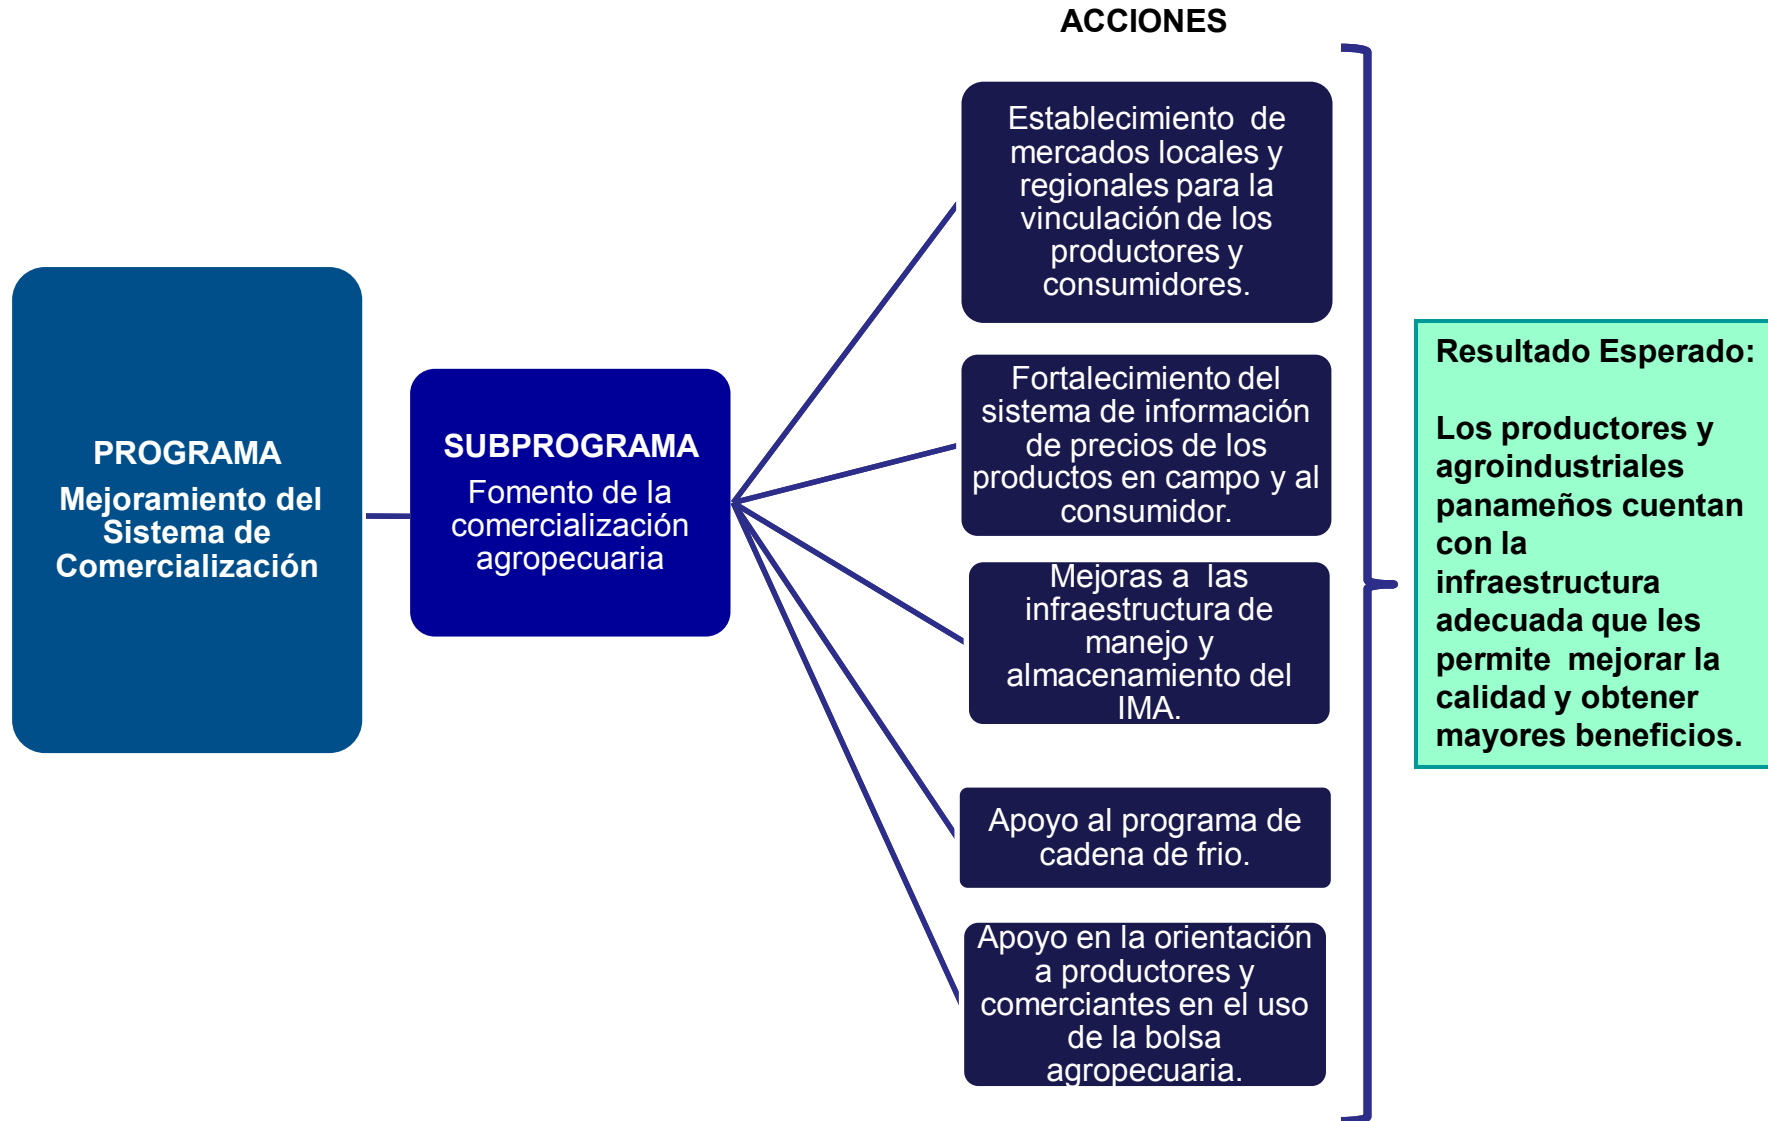 ACCIONES
PROGRAMA
Mejoramiento del
Sistema de
Comercialización
SUBPROGRAMA
Fomento de la
comercialización
agropecuaria
Establecimiento  de
mercados locales y
regionales para la
vinculación de los
productores y
consumidores.
Fortalecimiento del
sistema de información
de precios de los
productos en campo y al
consumidor.
Mejoras a  las
infraestructura de
manejo y
almacenamiento del
IMA.
Apoyo al programa de
cadena de frio.
Apoyo en la orientación
a productores y
comerciantes en el uso
de la bolsa
agropecuaria.
Resultado Esperado:
Los productores y
agroindustriales
panameños cuentan
con la
infraestructura
adecuada que les
permite  mejorar la
calidad y obtener
mayores beneficios.